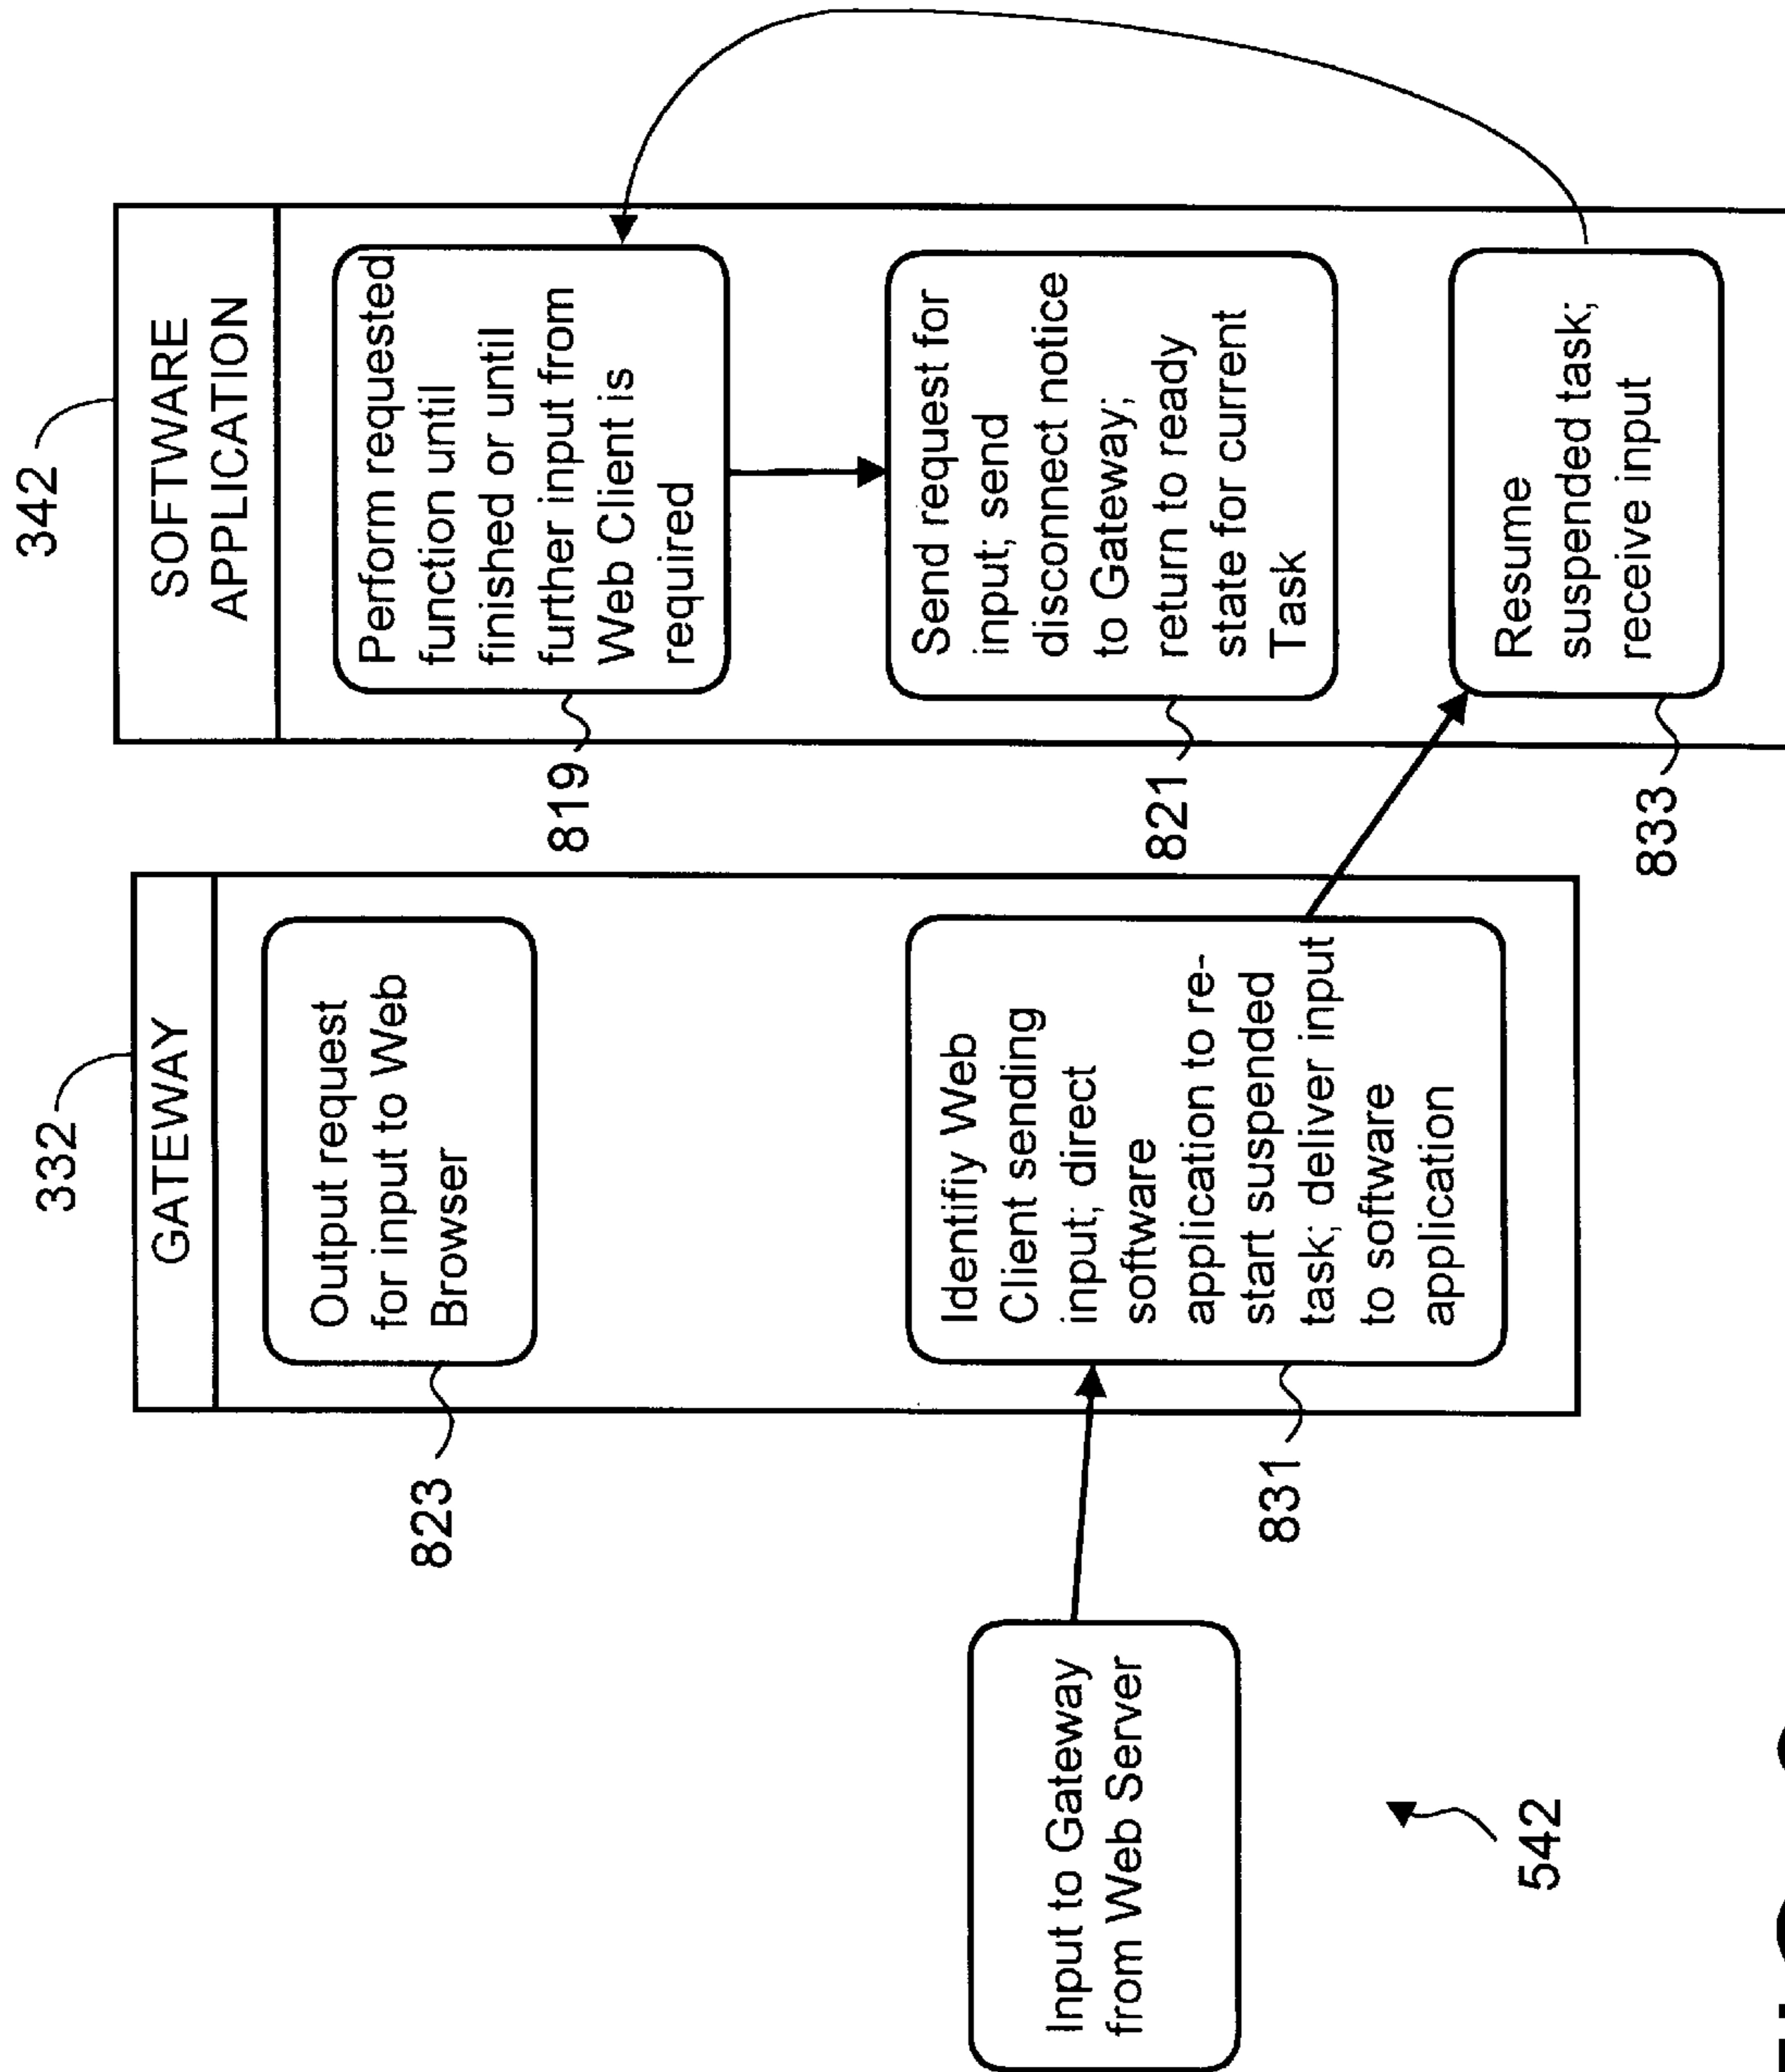 342
SOFTWARE
APPLICATION
Perform requested
function until
finished or until
further input from
Web Client is
required
819
Send request for
input; send
disconnect notice
to Gateway;
return to ready
state for current
Task
821
Resume
suspended task;
receive input
833
332
GATEWAY
Output request
for input to Web
Browser
823
Identifiy Web
Client sending
input; direct
software
application to re-
start suspended
task; deliver input
to software
application
831
Input to Gateway
from Web Server
542